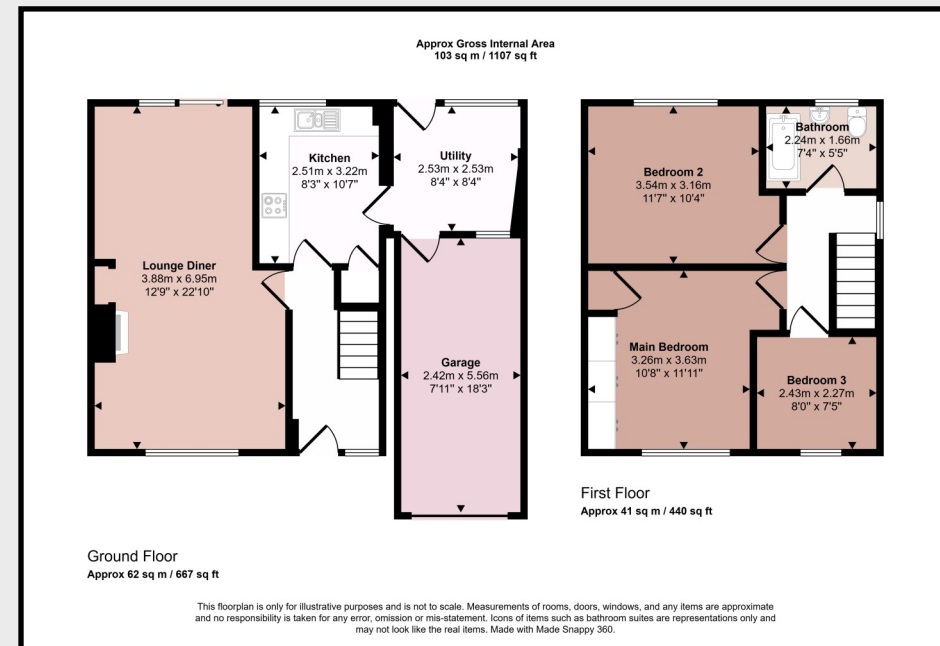 Approx Gross Internal Area
103 sq m / 1107 sq ft
Lounge Diner
3.88m x 6.95m
12'9" x 22'10"
Kitchen
2.51m x 3.22m
8'3" x 10'7"
Utility
2.53m x 2.53m
8'4" x 8'4"
Garage
2.42m x 5.56m
7'11" x 18'3"
Ground Floor
Approx 62 sq m / 667 sq ft
Bedroom 2
3.54m x 3.16m
11'7" x 10'4"
Bathroom
2.24m x 1.66m
7'4" x 5'5"
Main Bedroom
3.26m x 3.63m
10'8" x 11'11"
Bedroom 3
2.43m x 2.27m
8'0" x 7'5"
First Floor
Approx 41 sq m / 440 sq ft
This floorplan is only for illustrative purposes and is not to scale. Measurements of rooms, doors, windows, and any items are approximate
and no responsibility is taken for any error, omission or mis-statement. Icons of items such as bathroom suites are representations only and
may not look like the real items. Made with Made Snappy 360.